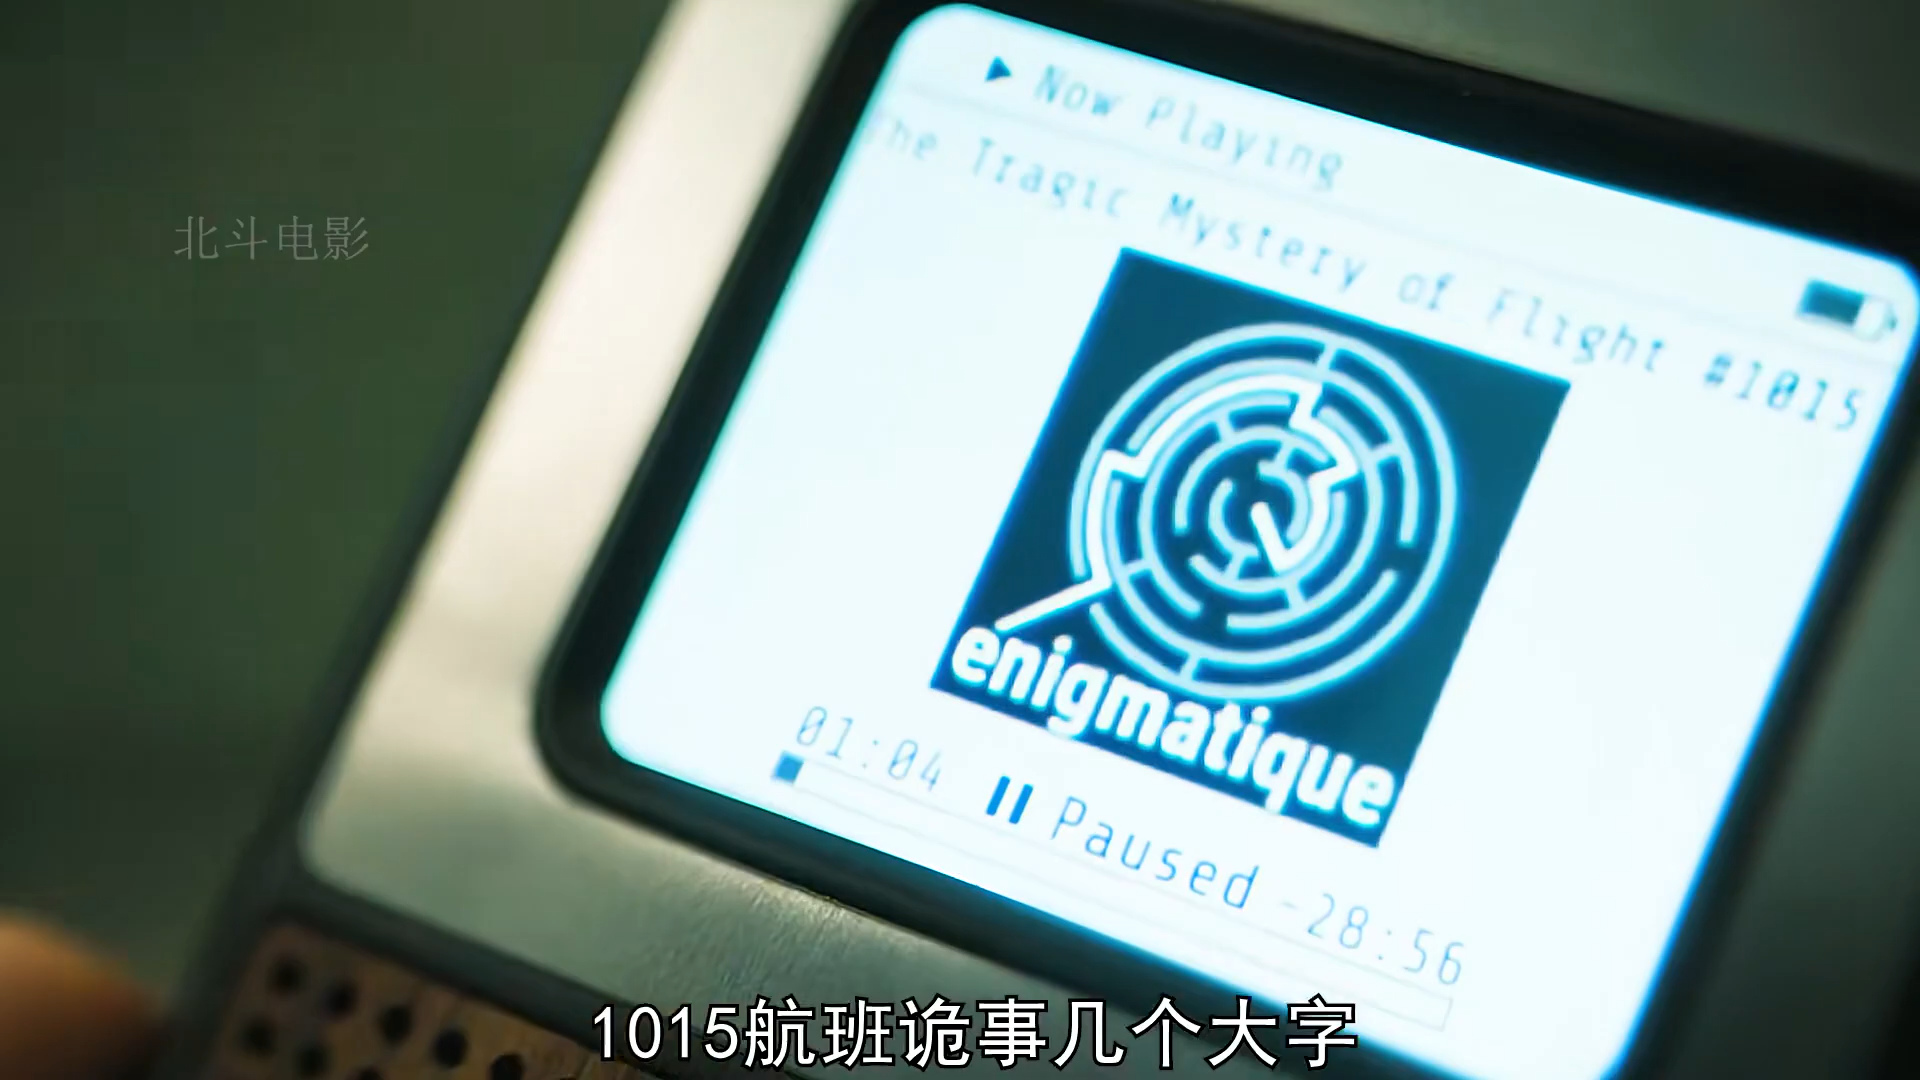 ▶ Now Playing
The Tragic Mystery of Flight #1015
北斗电影
enigmatique
01:04
Paused
-28:56
1015航班诡事几个大字